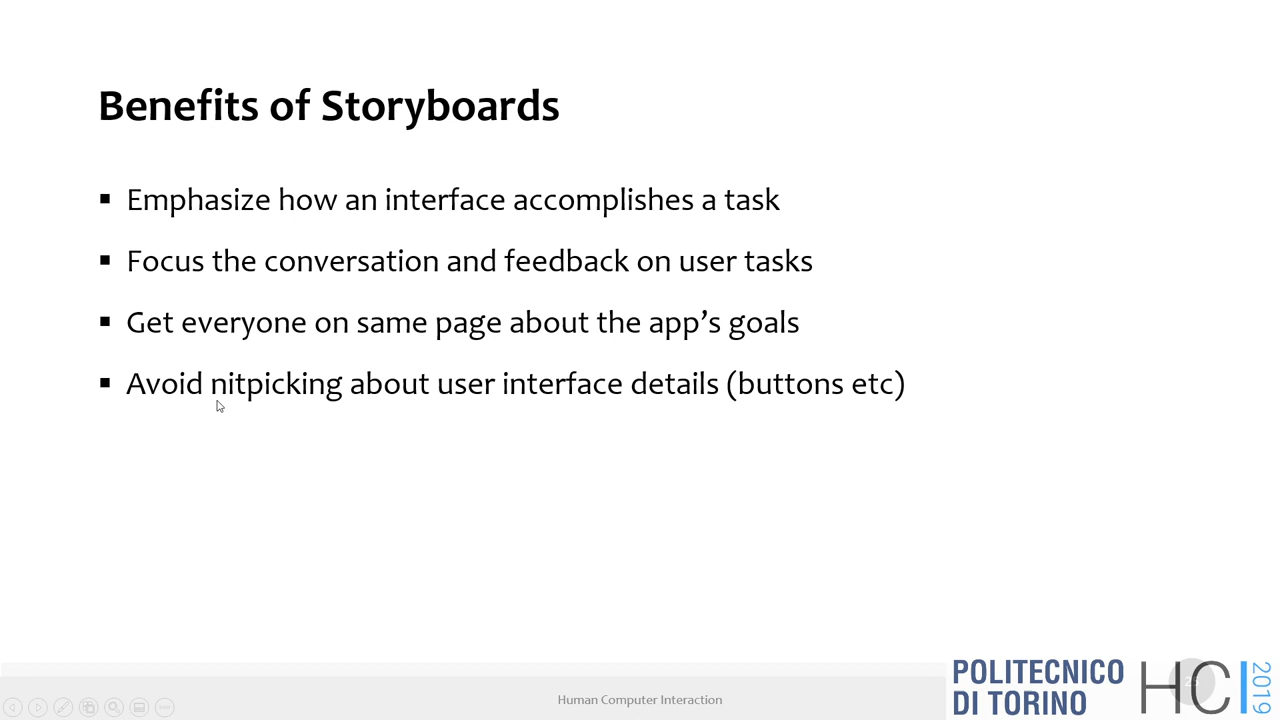 Benefits of Storyboards
Emphasize how an interface accomplishes a task
Focus the conversation and feedback on user tasks
Get everyone on same page about the app’s goals
Avoid nitpicking about user interface details (buttons etc)
Human Computer Interaction
POLITECNICO
DI TORINO
HCI
2019